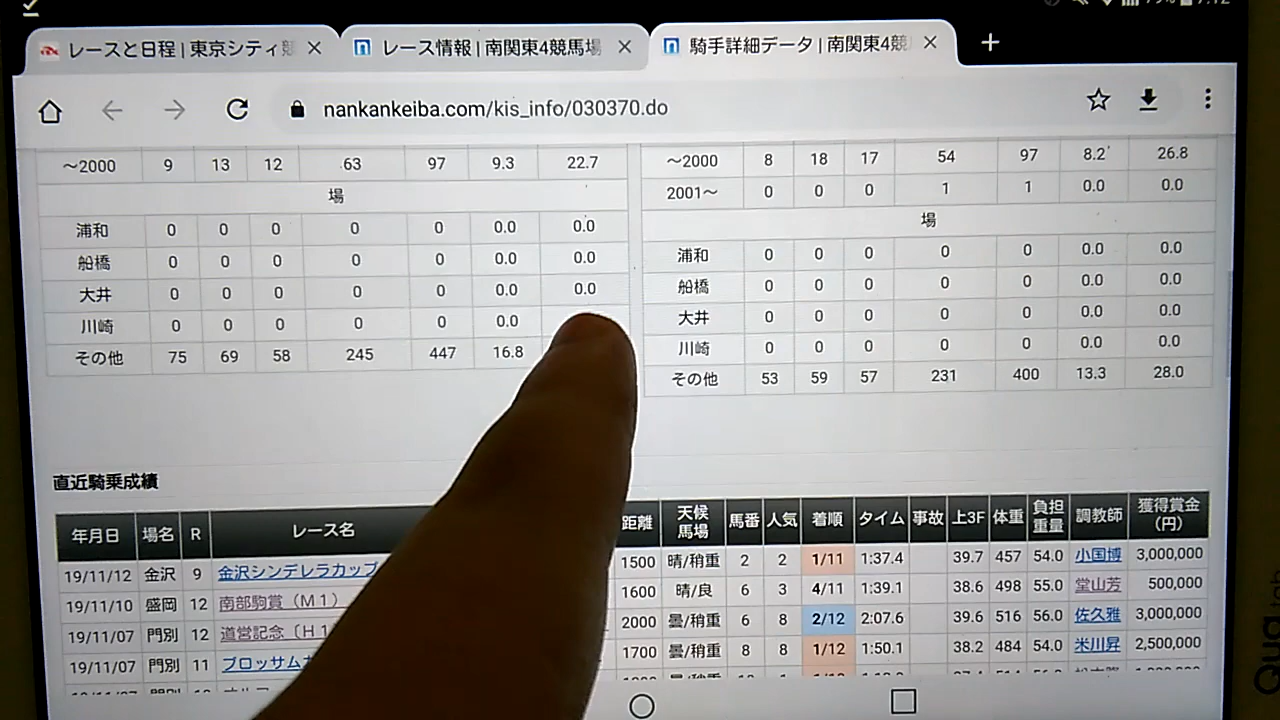 レースと日程 | 東京シティ競 × レース情報 | 南関東4競馬場 × 騎手詳細データ | 南関東4競 × +
nankankeiba.com/kis_info/030370.do
～2000 9 13 12 63 97 9.3 22.7
場
浦和 0 0 0 0 0 0.0 0.0
船橋 0 0 0 0 0 0.0 0.0
大井 0 0 0 0 0 0.0 0.0
川崎 0 0 0 0 0 0.0
その他 75 69 58 245 447 16.8
～2000 8 18 17 54 97 8.2 26.8
2001～ 0 0 0 1 1 0.0 0.0
場
浦和 0 0 0 0 0 0.0 0.0
船橋 0 0 0 0 0 0.0 0.0
大井 0 0 0 0 0 0.0 0.0
川崎 0 0 0 0 0 0.0 0.0
その他 53 59 57 231 400 13.3 28.0
直近騎乗成績
年月日 場名 R レース名 距離 天候馬場 馬番 人気 着順 タイム 事故 上3F 体重 負担重量 調教師 獲得賞金(円)
19/11/12 金沢 9 金沢シンデレラカップ 1500 晴/稍重 2 2 1/11 1:37.4 39.7 457 54.0 小国博 3,000,000
19/11/10 盛岡 12 南部駒賞（M1） 1600 晴/良 6 3 4/11 1:39.1 38.6 498 55.0 堂山芳 500,000
19/11/07 門別 12 道営記念〔H1 2000 曇/稍重 6 8 2/12 2:07.6 39.6 516 56.0 佐久雅 3,000,000
19/11/07 門別 11 ブロッサム 1700 曇/稍重 8 8 1/12 1:50.1 38.2 484 54.0 米川昇 2,500,000